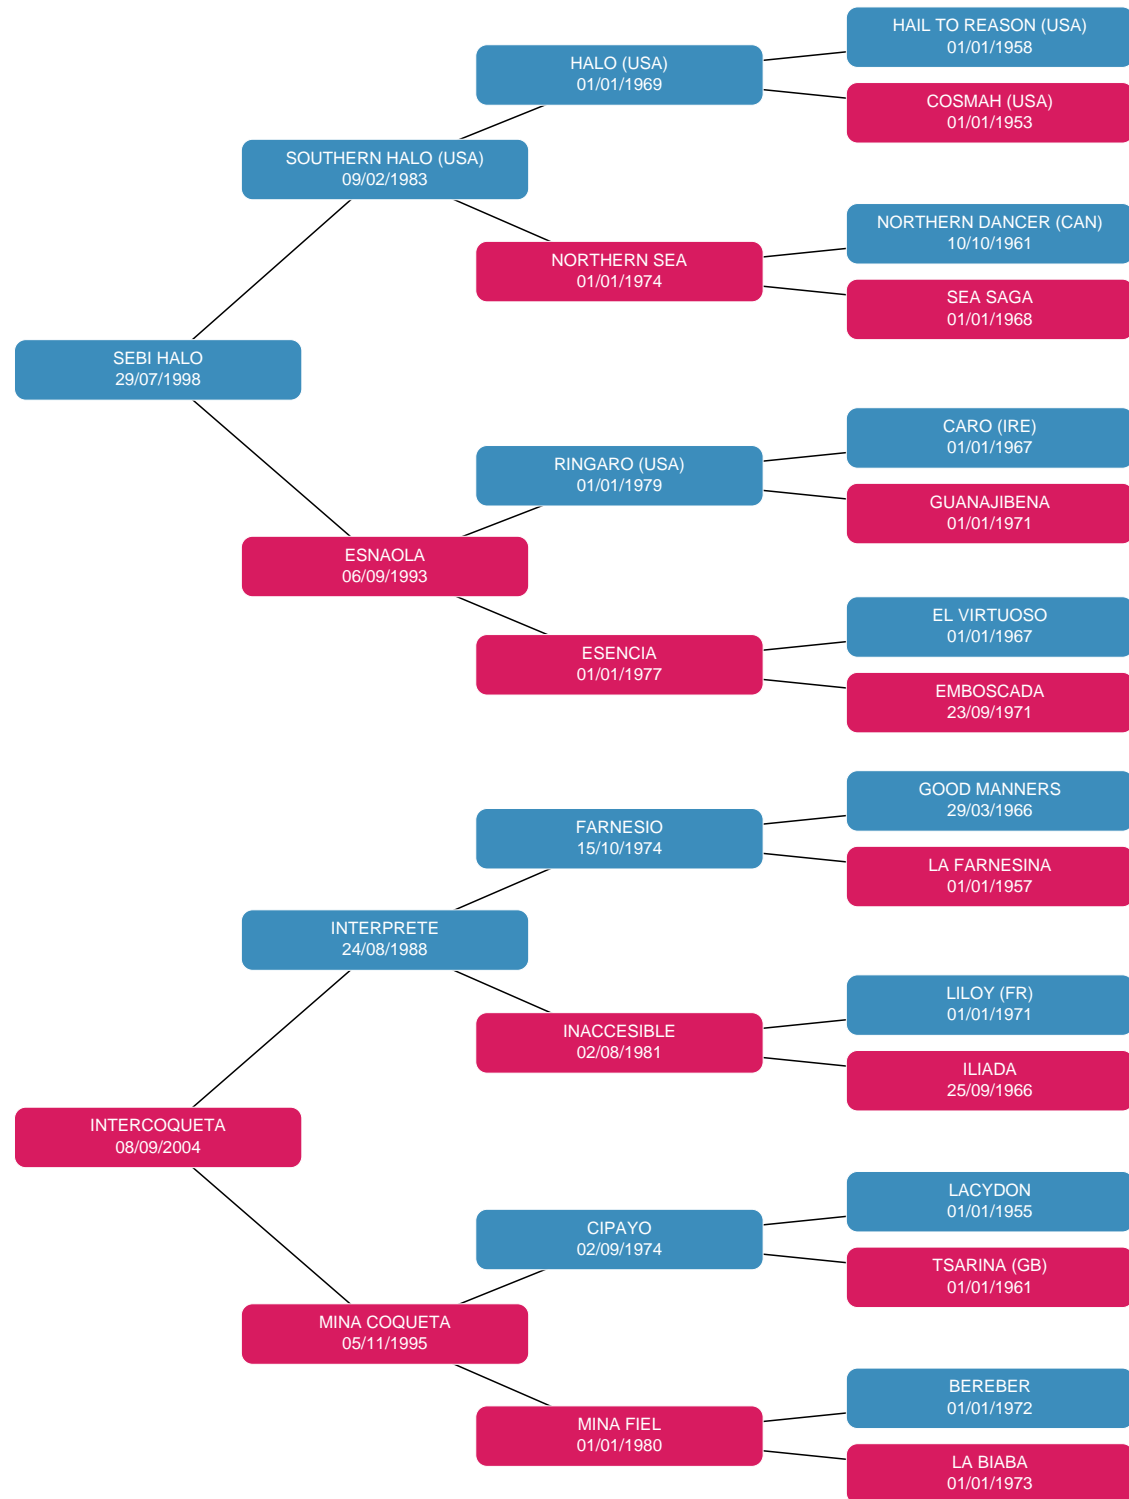 HAIL TO REASON (USA)
01/01/1958
HALO (USA)
01/01/1969
COSMAH (USA)
01/01/1953
SOUTHERN HALO (USA)
09/02/1983
NORTHERN DANCER (CAN)
10/10/1961
NORTHERN SEA
01/01/1974
SEA SAGA
01/01/1968
SEBI HALO
29/07/1998
CARO (IRE)
01/01/1967
RINGARO (USA)
01/01/1979
GUANAJIBENA
01/01/1971
ESNAOLA
06/09/1993
EL VIRTUOSO
01/01/1967
ESENCIA
01/01/1977
EMBOSCADA
23/09/1971
GOOD MANNERS
29/03/1966
FARNESIO
15/10/1974
LA FARNESINA
01/01/1957
INTERPRETE
24/08/1988
LILOY (FR)
01/01/1971
INACCESIBLE
02/08/1981
ILIADA
25/09/1966
INTERCOQUETA
08/09/2004
LACYDON
01/01/1955
CIPAYO
02/09/1974
TSARINA (GB)
01/01/1961
MINA COQUETA
05/11/1995
BEREBER
01/01/1972
MINA FIEL
01/01/1980
LA BIABA
01/01/1973